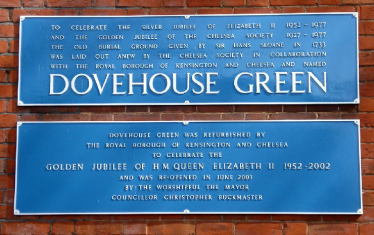 TO CELEBRATE THE SILVER JUBILEE OF ELIZABETH II 1952-1977
AND THE GOLDEN JUBILEE OF THE CHELSEA SOCIETY 1927-1977
THE OLD BURIAL GROUND GIVEN BY SIR HANS SLOANE IN 1733
WAS LAID OUT ANEW BY THE CHELSEA SOCIETY IN COLLABORATION
WITH THE ROYAL BOROUGH OF KENSINGTON AND CHELSEA AND NAMED
DOVEHOUSE GREEN
DOVEHOUSE GREEN WAS REFURBISHED BY
THE ROYAL BOROUGH OF KENSINGTON AND CHELSEA
TO CELEBRATE THE
GOLDEN JUBILEE OF H M QUEEN ELIZABETH II 1952-2002
AND WAS RE-OPENED IN JUNE 2003
BY THE WORSHIPFUL THE MAYOR
COUNCILLOR CHRISTOPHER BUCKMASTER